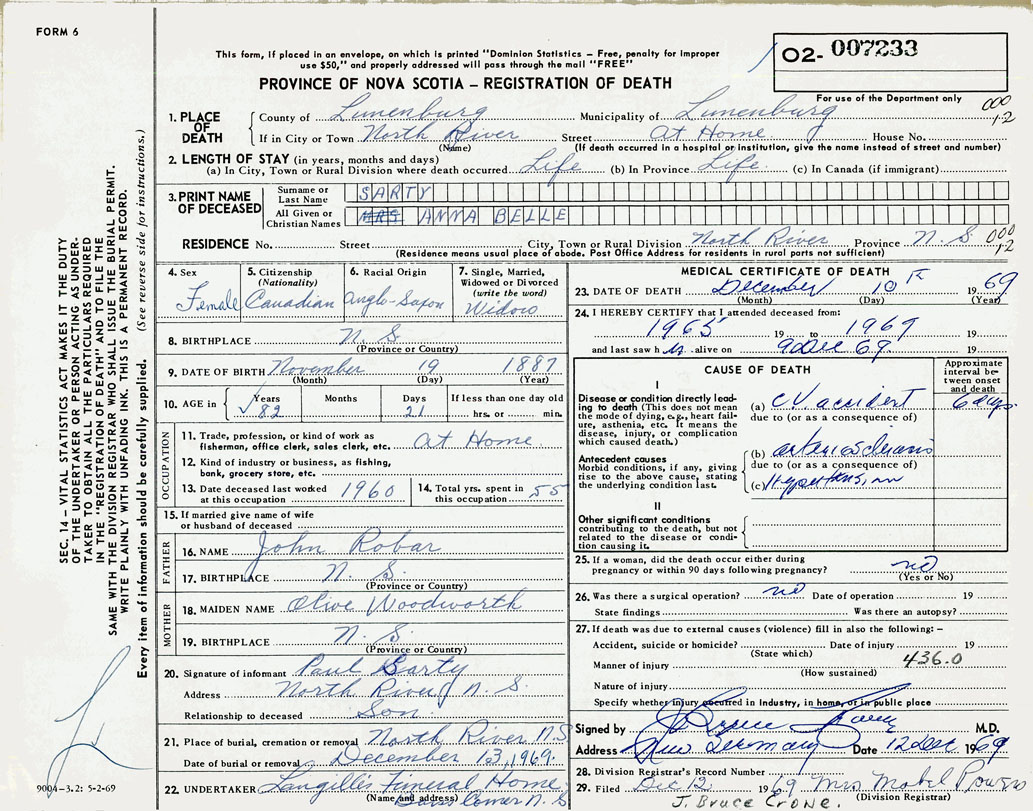 FORM 6
This form, if placed in an envelope, on which is printed "Dominion Statistics – Free, penalty for improper
use $50," and properly addressed will pass through the mail "FREE"
O2- 007233
PROVINCE OF NOVA SCOTIA – REGISTRATION OF DEATH
For use of the Department only
000
12
1. PLACE OF DEATH
County of Lunenburg Municipality of Lunenburg
If in City or Town North River Street At Home House No.
(Name) (If death occurred in a hospital or institution, give the name instead of street and number)
2. LENGTH OF STAY (in years, months and days)
(a) In City, Town or Rural Division where death occurred Life (b) In Province Life (c) In Canada (if immigrant)
3. PRINT NAME OF DECEASED
Surname or Last Name SARTY
All Given or Christian Names MRS ANNA BELLE
RESIDENCE No. Street City, Town or Rural Division North River Province N. S. 000
12
(Residence means usual place of abode. Post Office Address for residents in rural parts not sufficient)
4. Sex Female
5. Citizenship (Nationality) Canadian
6. Racial Origin Anglo-Saxon
7. Single, Married, Widowed or Divorced (write the word) Widow
8. BIRTHPLACE N. S.
(Province or Country)
9. DATE OF BIRTH November 19 1887
(Month) (Day) (Year)
10. AGE in Years 82 Months Days 21 If less than one day old hrs. or min.
OCCUPATION
11. Trade, profession or kind of work as
fisherman, office clerk, sales clerk, etc. At Home
12. Kind of industry or business, as fishing,
bank, grocery store, etc.
13. Date deceased last worked
at this occupation 1960
14. Total yrs. spent in
this occupation 55
15. If married give name of wife
or husband of deceased
FATHER
16. NAME John Robar
17. BIRTHPLACE N. S.
(Province or Country)
MOTHER
18. MAIDEN NAME Olive Woodworth
19. BIRTHPLACE N. S.
(Province or Country)
20. Signature of informant Paul Sarty
Address North River, N. S.
Relationship to deceased Son
21. Place of burial, cremation or removal North River N.S
Date of burial or removal December 13, 1969.
22. UNDERTAKER Langille's Funeral Home
(Name and address) N. S
MEDICAL CERTIFICATE OF DEATH
23. DATE OF DEATH December 10 1969
(Month) (Day) (Year)
24. I HEREBY CERTIFY that I attended deceased from:
1965 19 to 1969 19
and last saw h alive on 9 Dec 69. 19
CAUSE OF DEATH
Approximate interval between onset and death
I
Disease or condition directly leading to death (This does not mean
the mode of dying, e.g., heart failure, asthenia, etc. It means the
disease, injury, or complication
which caused death.)
(a) C.V. accident 6 days
due to (or as a consequence of)
Antecedent causes
Morbid conditions, if any, giving
rise to the above cause, stating
the underlying condition last.
(b) arteriosclerosis
due to (or as a consequence of)
(c) Hypertension
II
Other significant conditions
contributing to the death, but not
related to the disease or condition causing it.
25. If a woman, did the death occur either during
pregnancy or within 90 days following pregnancy? no
(Yes or No)
26. Was there a surgical operation? no Date of operation 19
State findings Was there an autopsy?
27. If death was due to external causes (violence) fill in also the following: –
Accident, suicide or homicide? Date of injury 19
(State which)
436.0
Manner of injury
(How sustained)
Nature of injury
Specify whether injury occurred in Industry, in home, or in public place
Signed by M.D.
Address New Germany Date 12 Dec 1969
28. Division Registrar's Record Number
29. Filed Dec 12 1969 Mrs Mabel Powers
(Division Registrar)
J. Bruce Crowe.
SEC. 14 – VITAL STATISTICS ACT MAKES IT THE DUTY
OF THE UNDERTAKER OR PERSON ACTING AS UNDER-
TAKER TO OBTAIN ALL THE PARTICULARS REQUIRED
IN THE "REGISTRATION OF DEATH" AND TO FILE THE
SAME WITH THE DIVISION REGISTRAR WHO SHALL ISSUE THE BURIAL PERMIT.
WRITE PLAINLY WITH UNFADING INK. THIS IS A PERMANENT RECORD.
Every item of information should be carefully supplied. (See reverse side for instructions.)
900A-3.2: 5-2-69